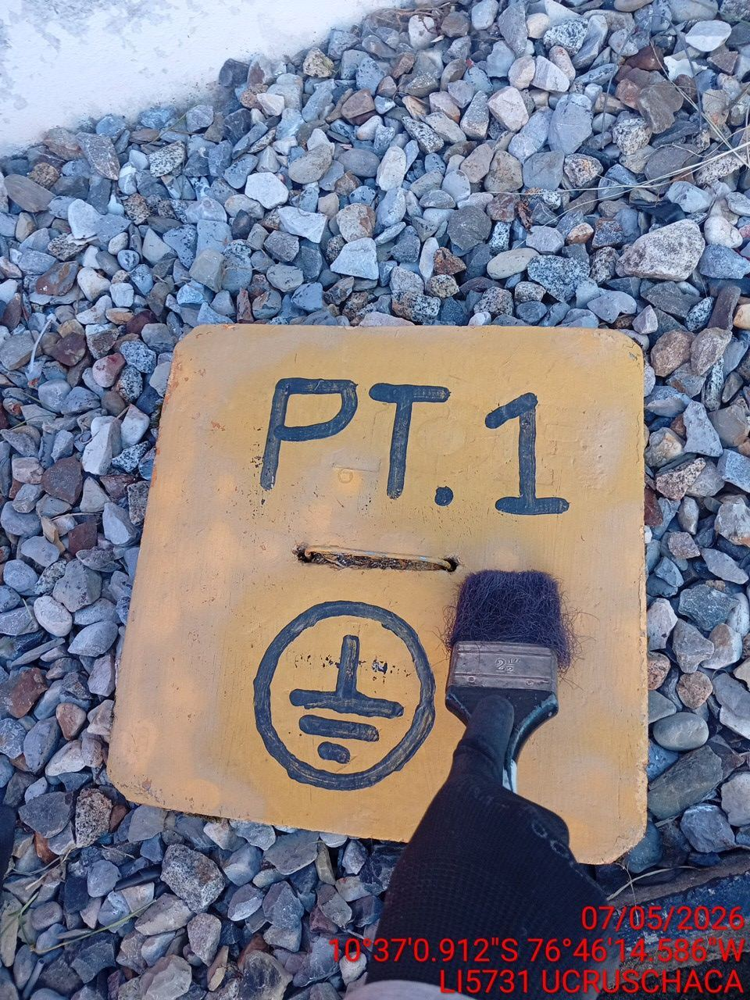 PT.1
2½"
07/05/2026
10°37'0.912"S 76°46'14.586"W
LI5731 UCRUSCHACA